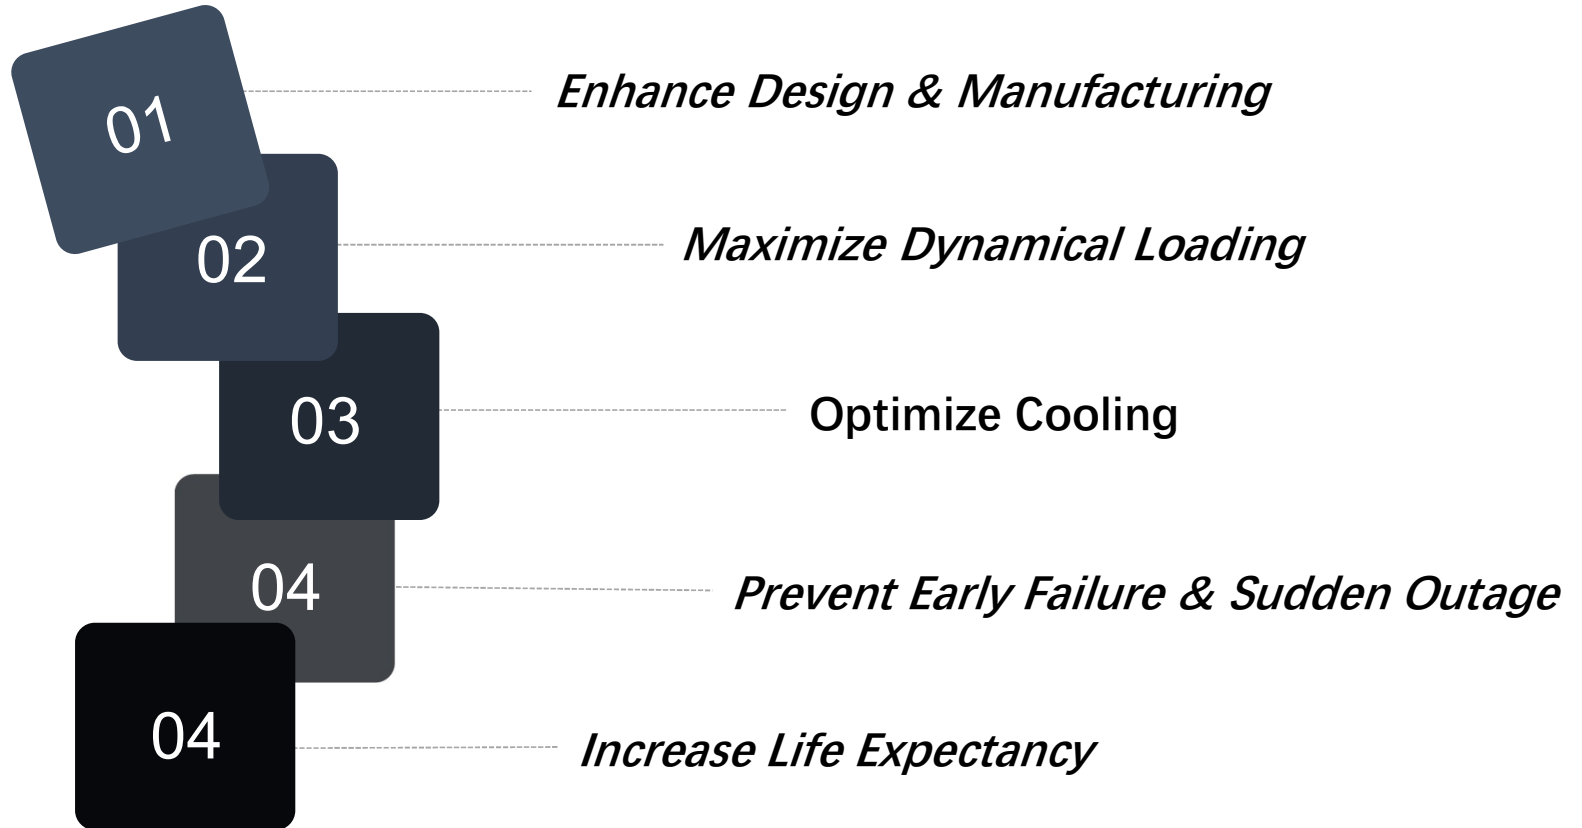 01
Enhance Design & Manufacturing
02
Maximize Dynamical Loading
03
Optimize Cooling
04
Prevent Early Failure & Sudden Outage
04
Increase Life Expectancy